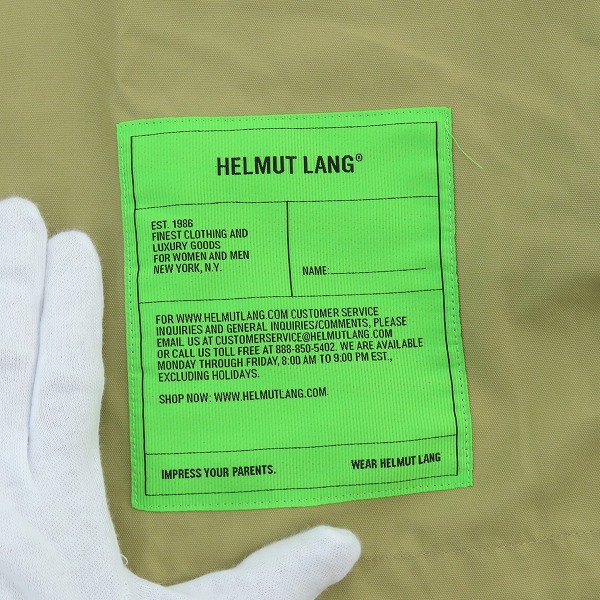 HELMUT LANG®
EST. 1986
FINEST CLOTHING AND
LUXURY GOODS
FOR WOMEN AND MEN
NEW YORK, N.Y.
NAME:
FOR WWW.HELMUTLANG.COM CUSTOMER SERVICE
INQUIRIES AND GENERAL INQUIRIES/COMMENTS, PLEASE
EMAIL US AT CUSTOMERSERVICE@HELMUTLANG.COM
OR CALL US TOLL FREE AT 888-850-5402. WE ARE AVAILABLE
MONDAY THROUGH FRIDAY, 8:00 AM TO 9:00 PM EST.,
EXCLUDING HOLIDAYS.
SHOP NOW: WWW.HELMUTLANG.COM.
IMPRESS YOUR PARENTS. WEAR HELMUT LANG